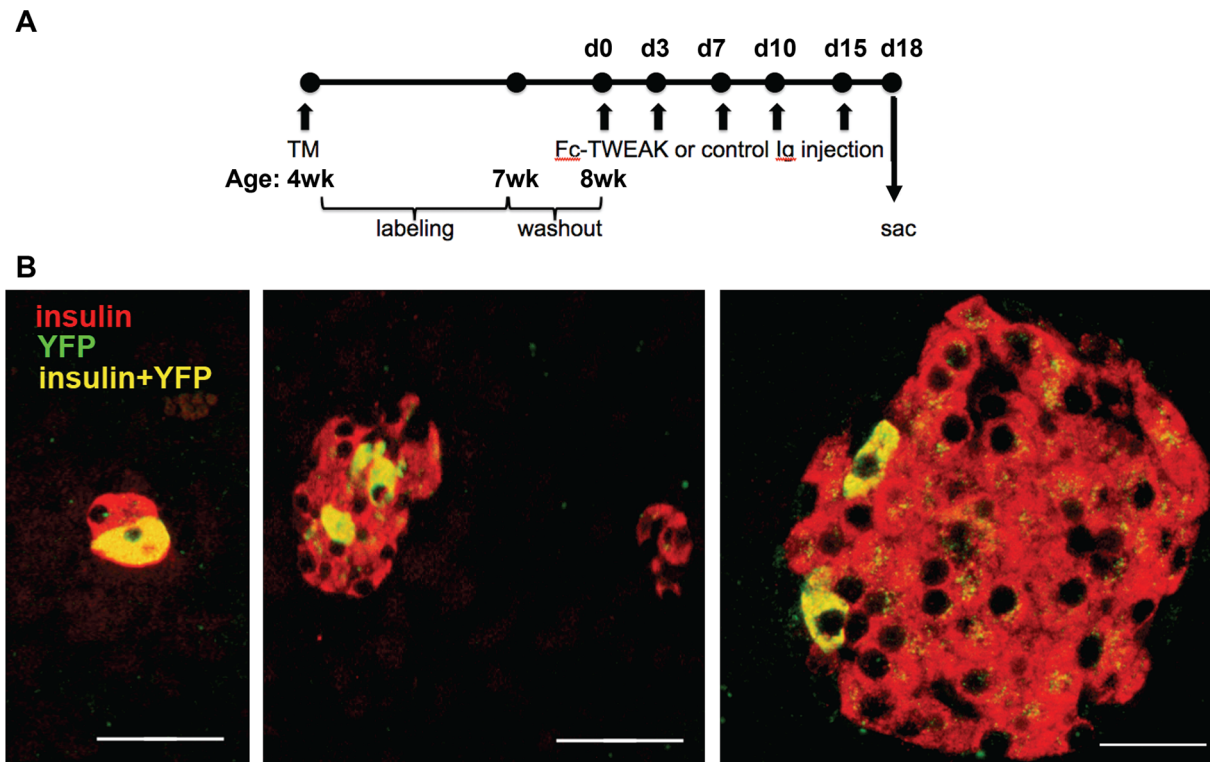 A
d0 d3 d7 d10 d15 d18
TM
Fc-TWEAK or control Ig injection
Age: 4wk 7wk 8wk
labeling washout sac
B
insulin
YFP
insulin+YFP